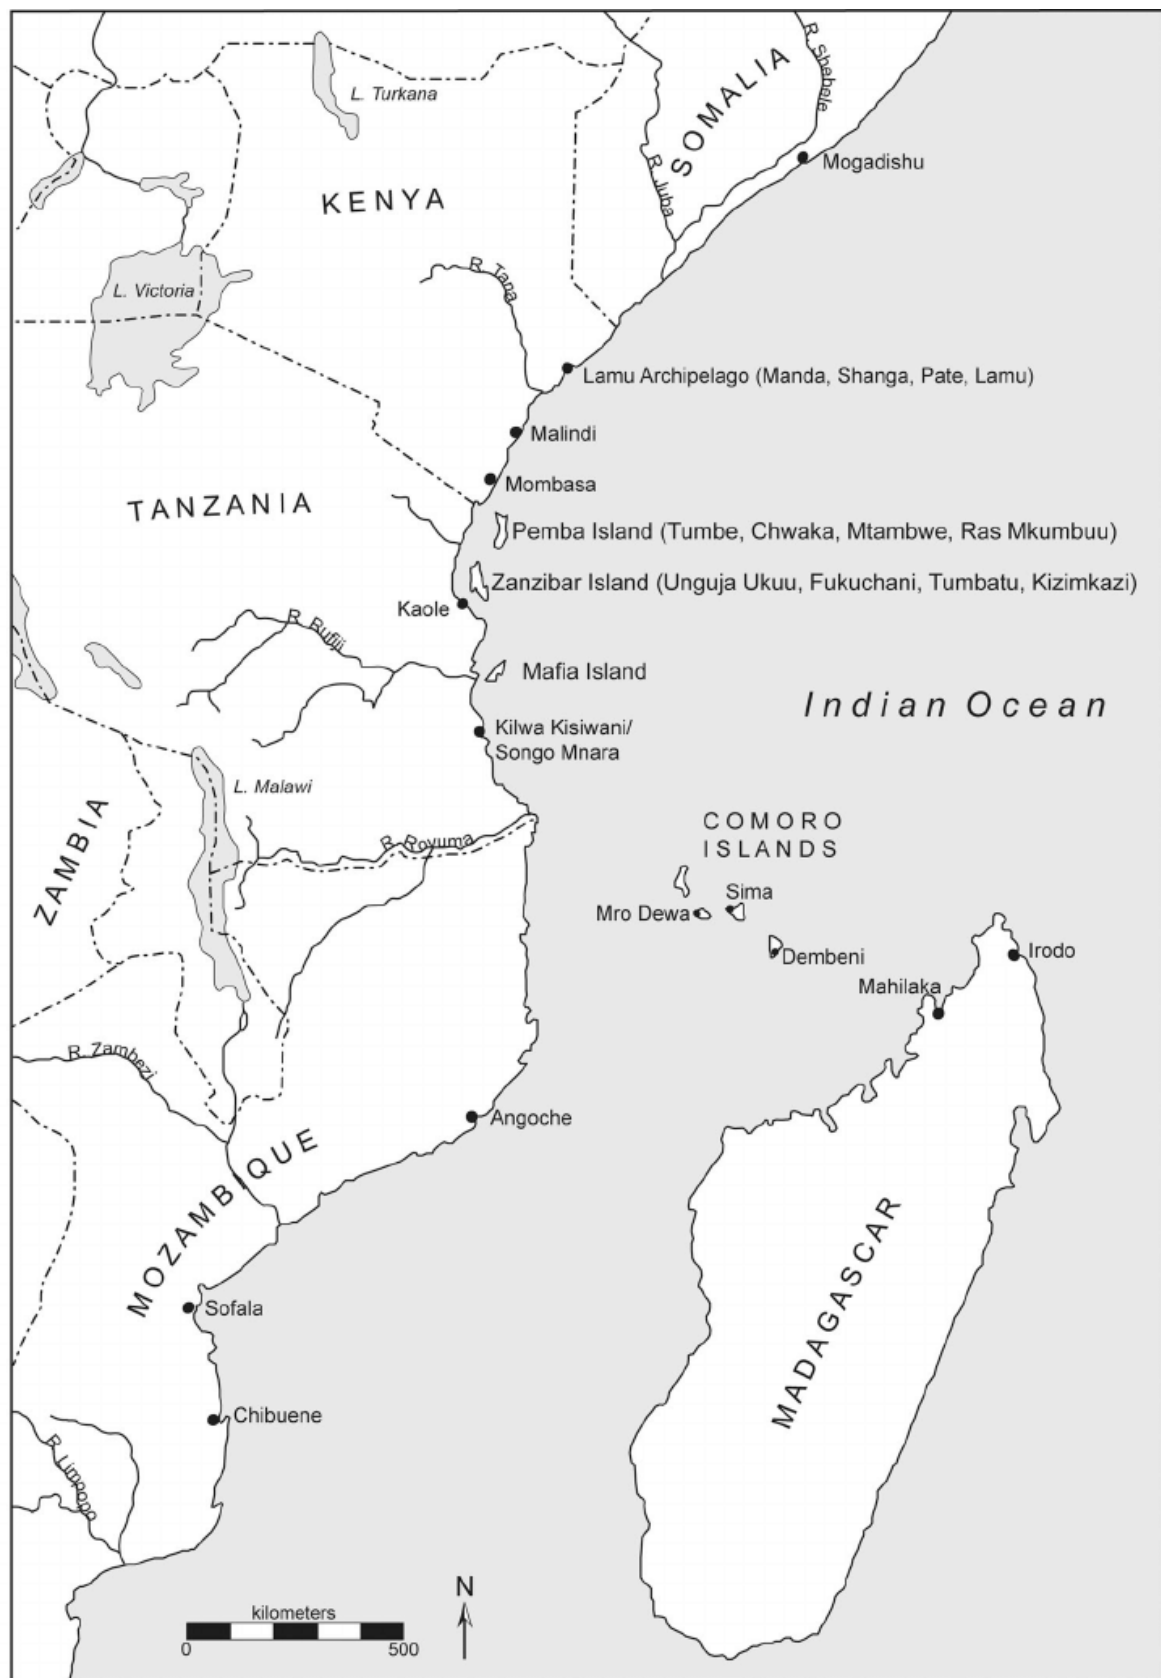 R. Shebele
L. Turkana
SOMALIA
Mogadishu
R. Juba
KENYA
R. Tana
L. Victoria
Lamu Archipelago (Manda, Shanga, Pate, Lamu)
Malindi
Mombasa
TANZANIA
Pemba Island (Tumbe, Chwaka, Mtambwe, Ras Mkumbuu)
Zanzibar Island (Unguja Ukuu, Fukuchani, Tumbatu, Kizimkazi)
Kaole
R. Rufiji
Mafia Island
Indian Ocean
Kilwa Kisiwani/
Songo Mnara
L. Malawi
ZAMBIA
R. Rovuma
COMORO
ISLANDS
Sima
Mro Dewa
Dembeni
Irodo
Mahilaka
R. Zambezi
Angoche
MOZAMBIQUE
MADAGASCAR
Sofala
Chibuene
R. Limpopo
N
kilometers
0
500